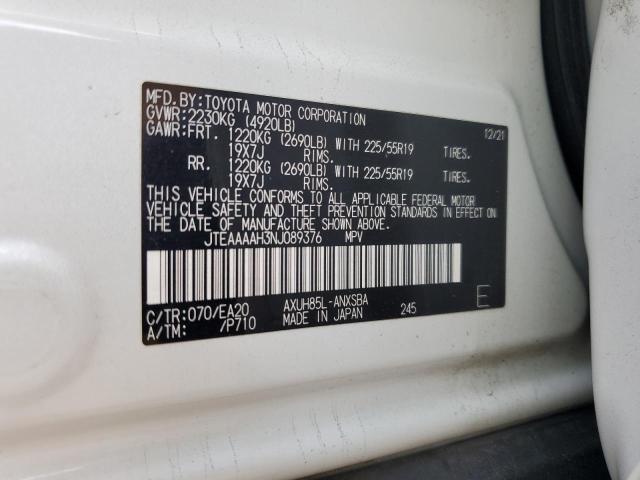 MFD.BY:TOYOTA MOTOR CORPORATION 12/21
GVWR:2230KG (4920LB)
GAWR:FRT. 1220KG (2690LB) WITH 225/55R19 TIRES.
19X7J RIMS.
RR. 1220KG (2690LB) WITH 225/55R19 TIRES.
19X7J RIMS.
THIS VEHICLE CONFORMS TO ALL APPLICABLE FEDERAL MOTOR
VEHICLE SAFETY AND THEFT PREVENTION STANDARDS IN EFFECT ON
THE DATE OF MANUFACTURE SHOWN ABOVE.
JTEAAAAH3NJ089376 MPV
C/TR:070/EA20 AXUH85L-ANXSBA 245 E
A/TM: /P710 MADE IN JAPAN